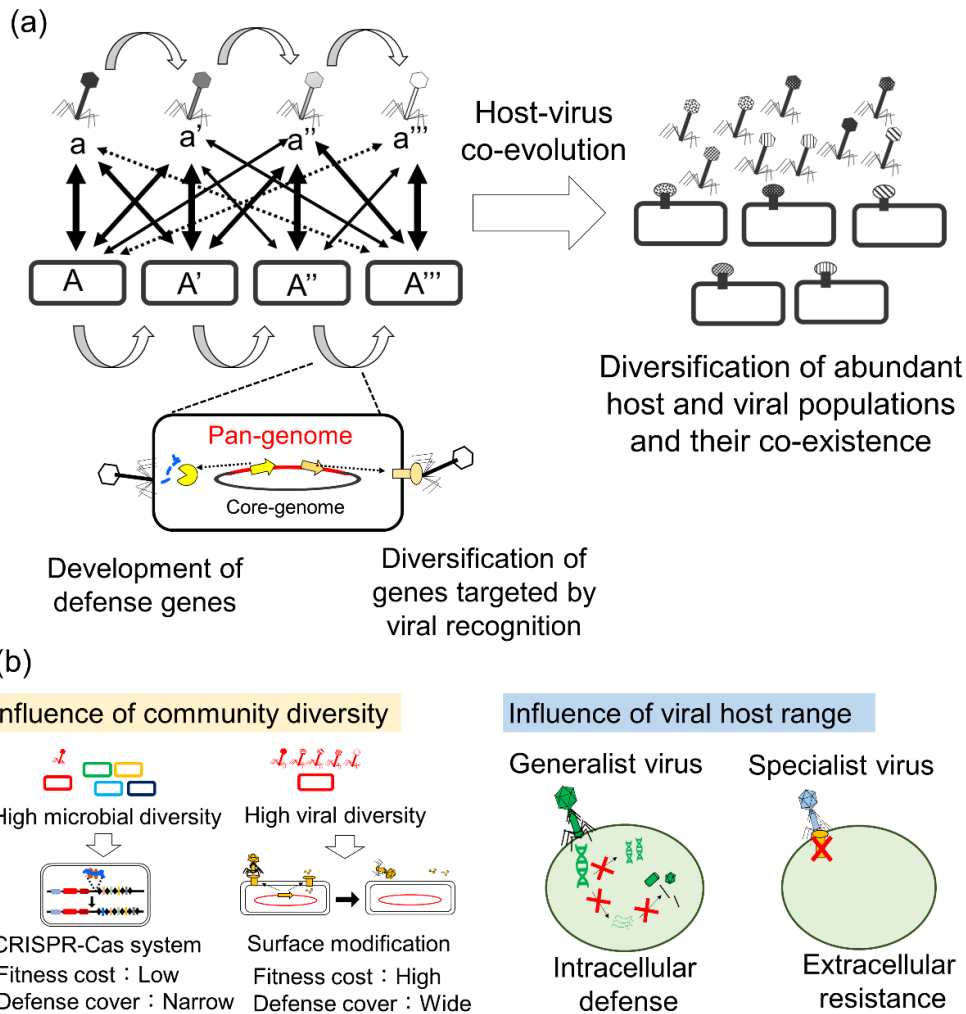 (a)
a a’ a’’ a’’’
Host-virus
co-evolution
A A’ A’’ A’’’
Diversification of abundant
host and viral populations
and their co-existence
Pan-genome
Core-genome
Development of
defense genes
Diversification of
genes targeted by
viral recognition
(b)
nfluence of community diversity
High microbial diversity
High viral diversity
CRISPR-Cas system
Fitness cost：Low
Defense cover：Narrow
Surface modification
Fitness cost：High
Defense cover：Wide
Influence of viral host range
Generalist virus
Specialist virus
Intracellular
defense
Extracellular
resistance